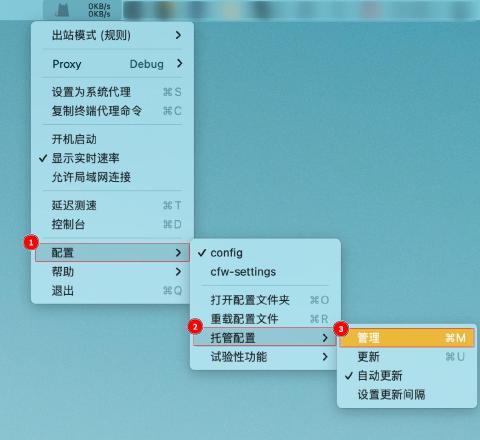 0KB/s
0KB/s
出站模式 (规则)
Proxy Debug
设置为系统代理 ⌘S
复制终端代理命令 ⌘C
开机启动
显示实时速率
允许局域网连接
延迟测速 ⌘T
控制台 ⌘D
1 配置
帮助
退出 ⌘Q
config
cfw-settings
打开配置文件夹 ⌘O
重载配置文件 ⌘R
2 托管配置
试验性功能
3 管理 ⌘M
更新 ⌘U
自动更新
设置更新间隔